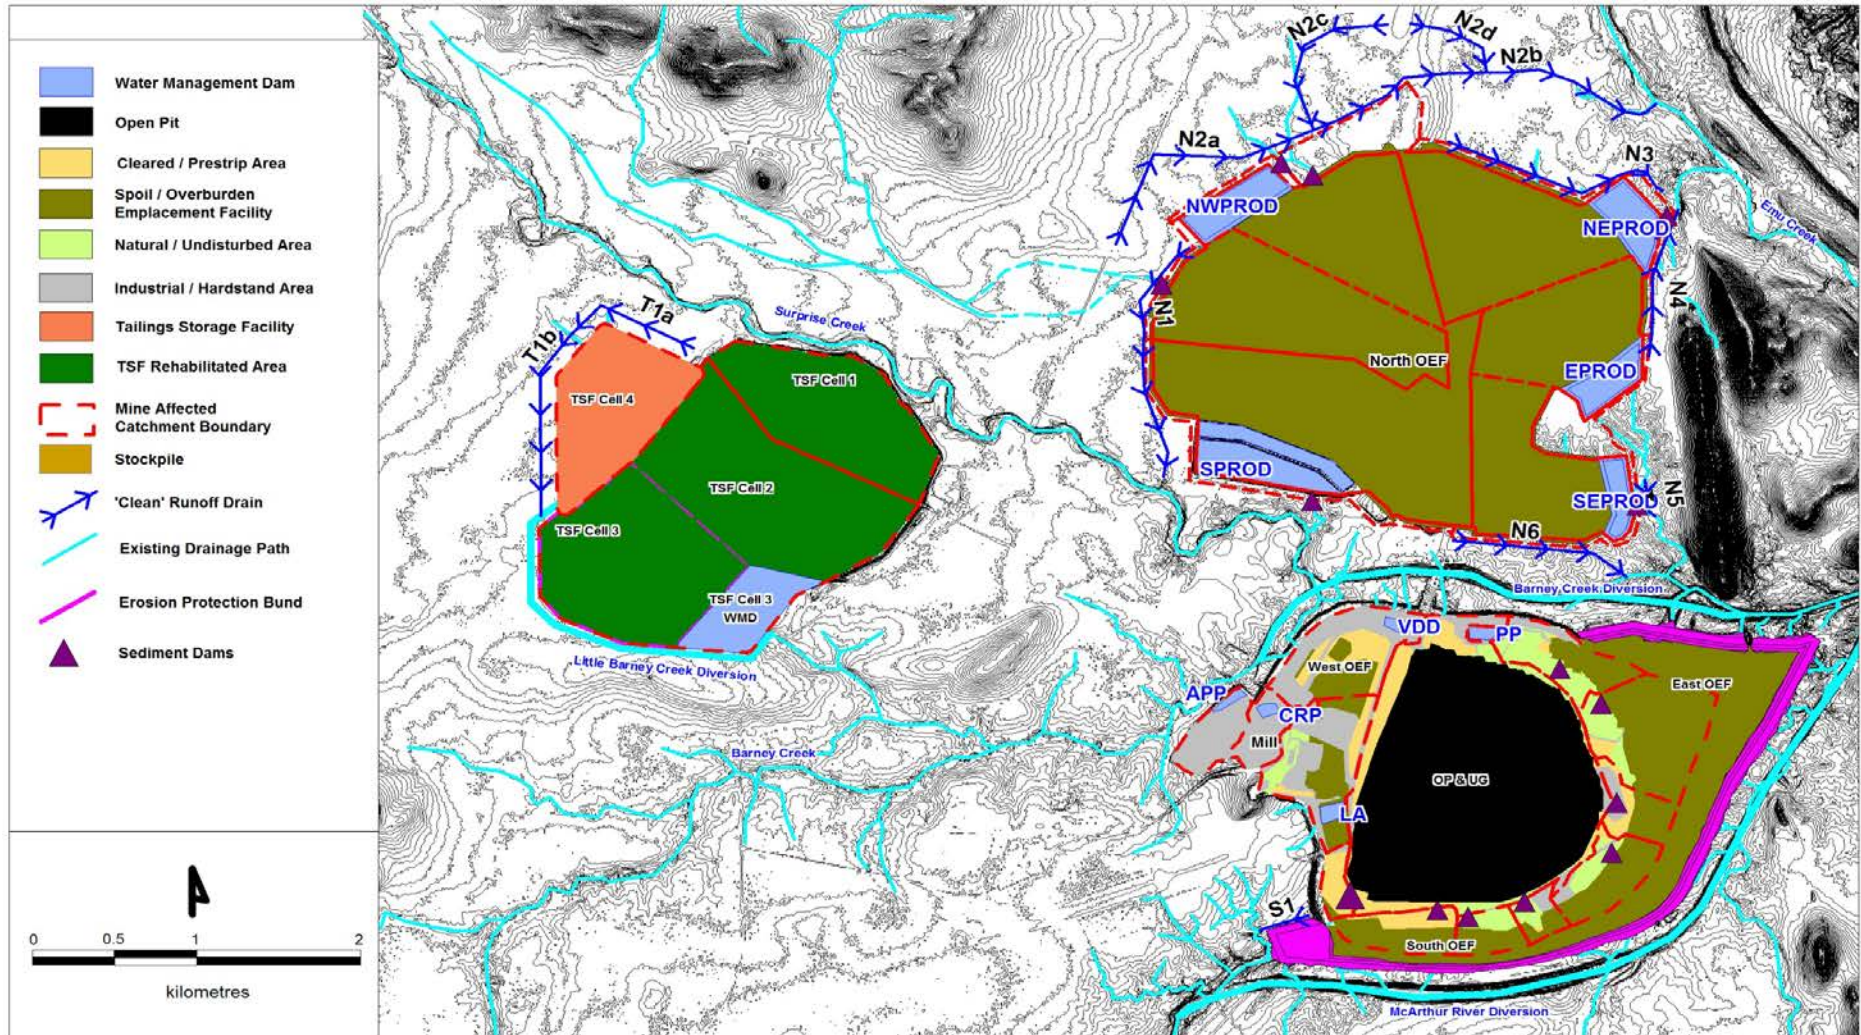 Water Management Dam
Open Pit
Cleared / Prestrip Area
Spoil / Overburden
Emplacement Facility
Natural / Undisturbed Area
Industrial / Hardstand Area
Tailings Storage Facility
TSF Rehabilitated Area
Mine Affected
Catchment Boundary
Stockpile
'Clean' Runoff Drain
Existing Drainage Path
Erosion Protection Bund
Sediment Dams
0 0.5 1 2
kilometres
N2c
N2d
N2b
N2a
N3
NWPROD
NEPROD
Emu Creek
N4
N1
T1a
T1b
Surprise Creek
North OEF
EPROD
TSF Cell 1
TSF Cell 4
SPROD
TSF Cell 2
SEPROD
N5
TSF Cell 3
N6
TSF Cell 3
WMD
Barney Creek Diversion
VDD
PP
Little Barney Creek Diversion
West OEF
East OEF
APP
CRP
Mill
Barney Creek
OP & UG
LA
S1
South OEF
McArthur River Diversion